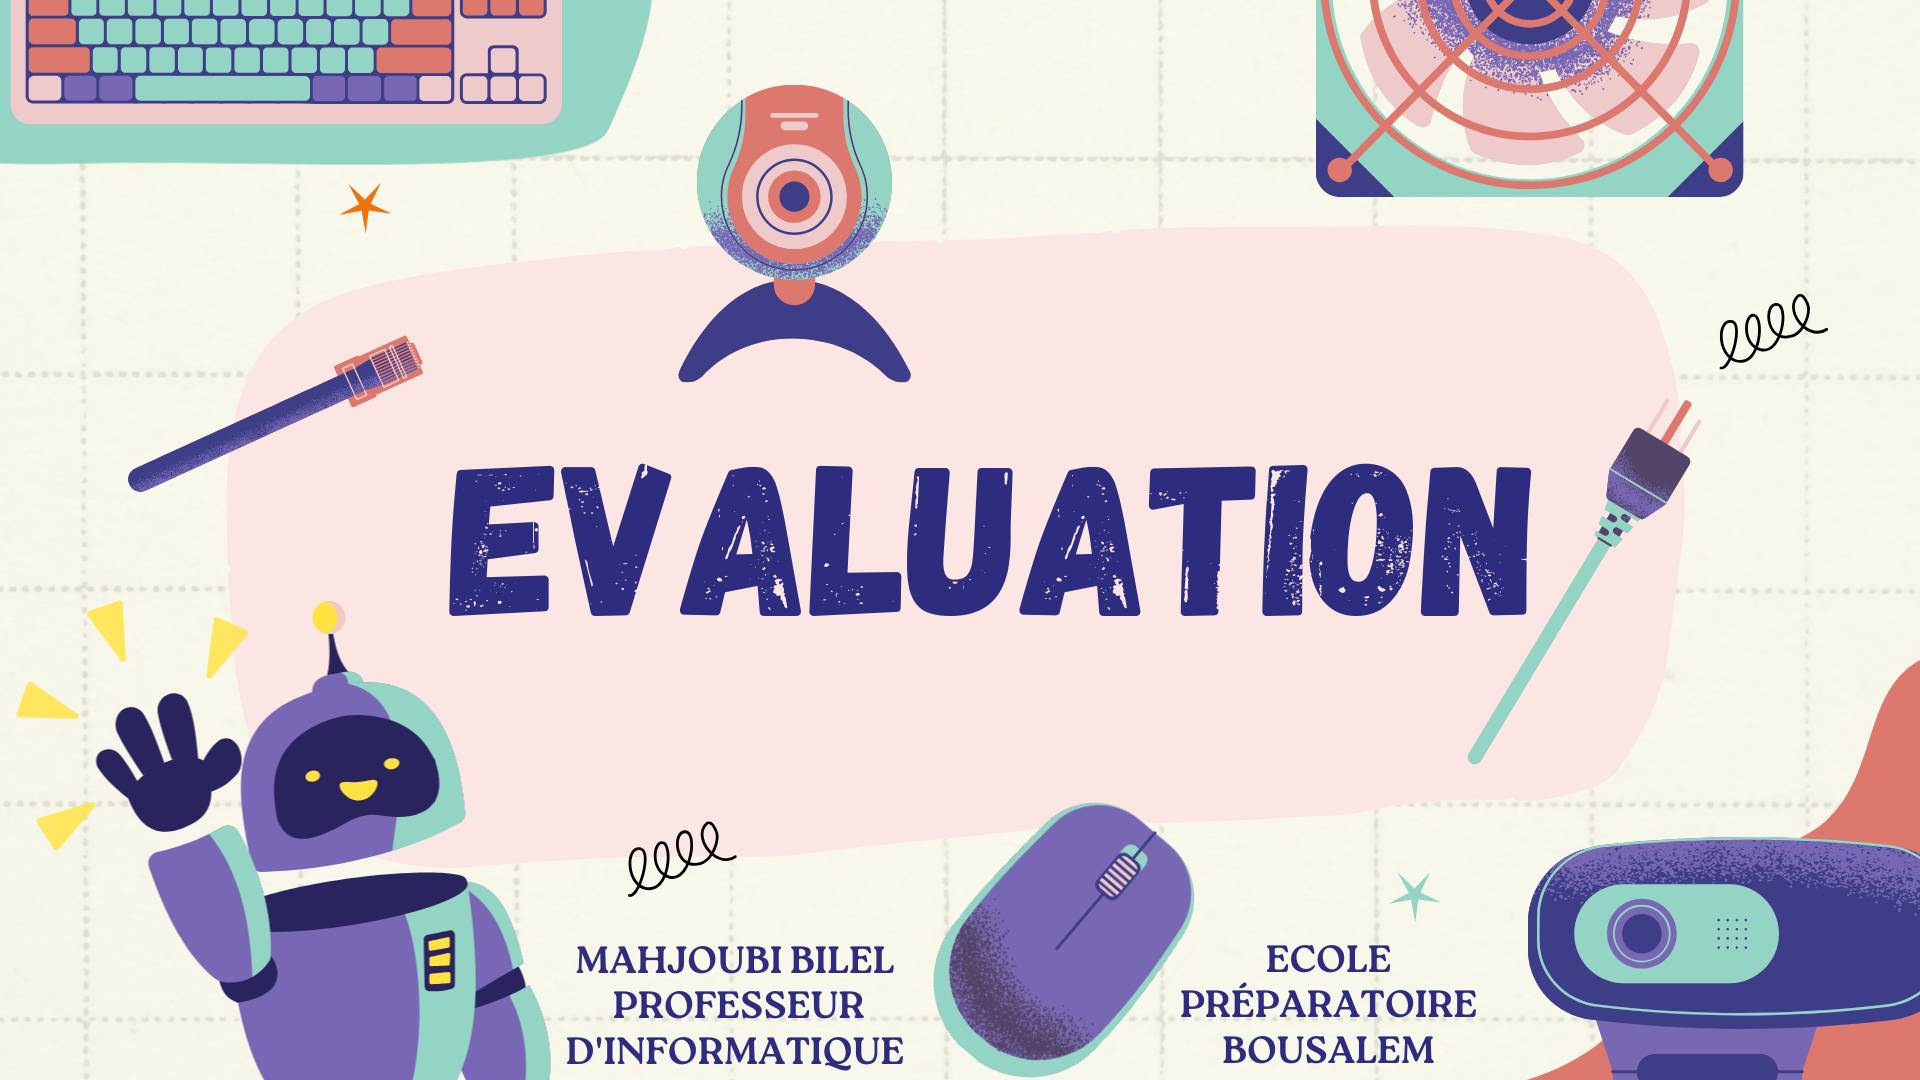 EVALUATION
MAHJOUBI BILEL
PROFESSEUR
D'INFORMATIQUE
ECOLE
PRÉPARATOIRE
BOUSALEM